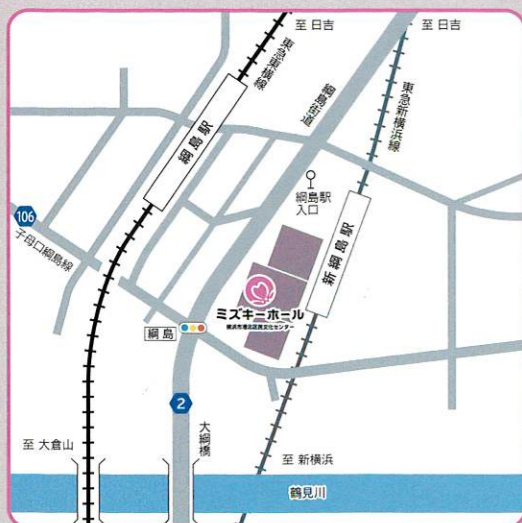 至 日吉
至 日吉
東急東横線
綱島街道
東急新横浜線
綱島駅
綱島駅
入口
新綱島駅
106
子母口綱島線
ミズキーホール
横浜市港北区民文化センター
綱島
2
大綱橋
至 大倉山
至 新横浜
鶴見川